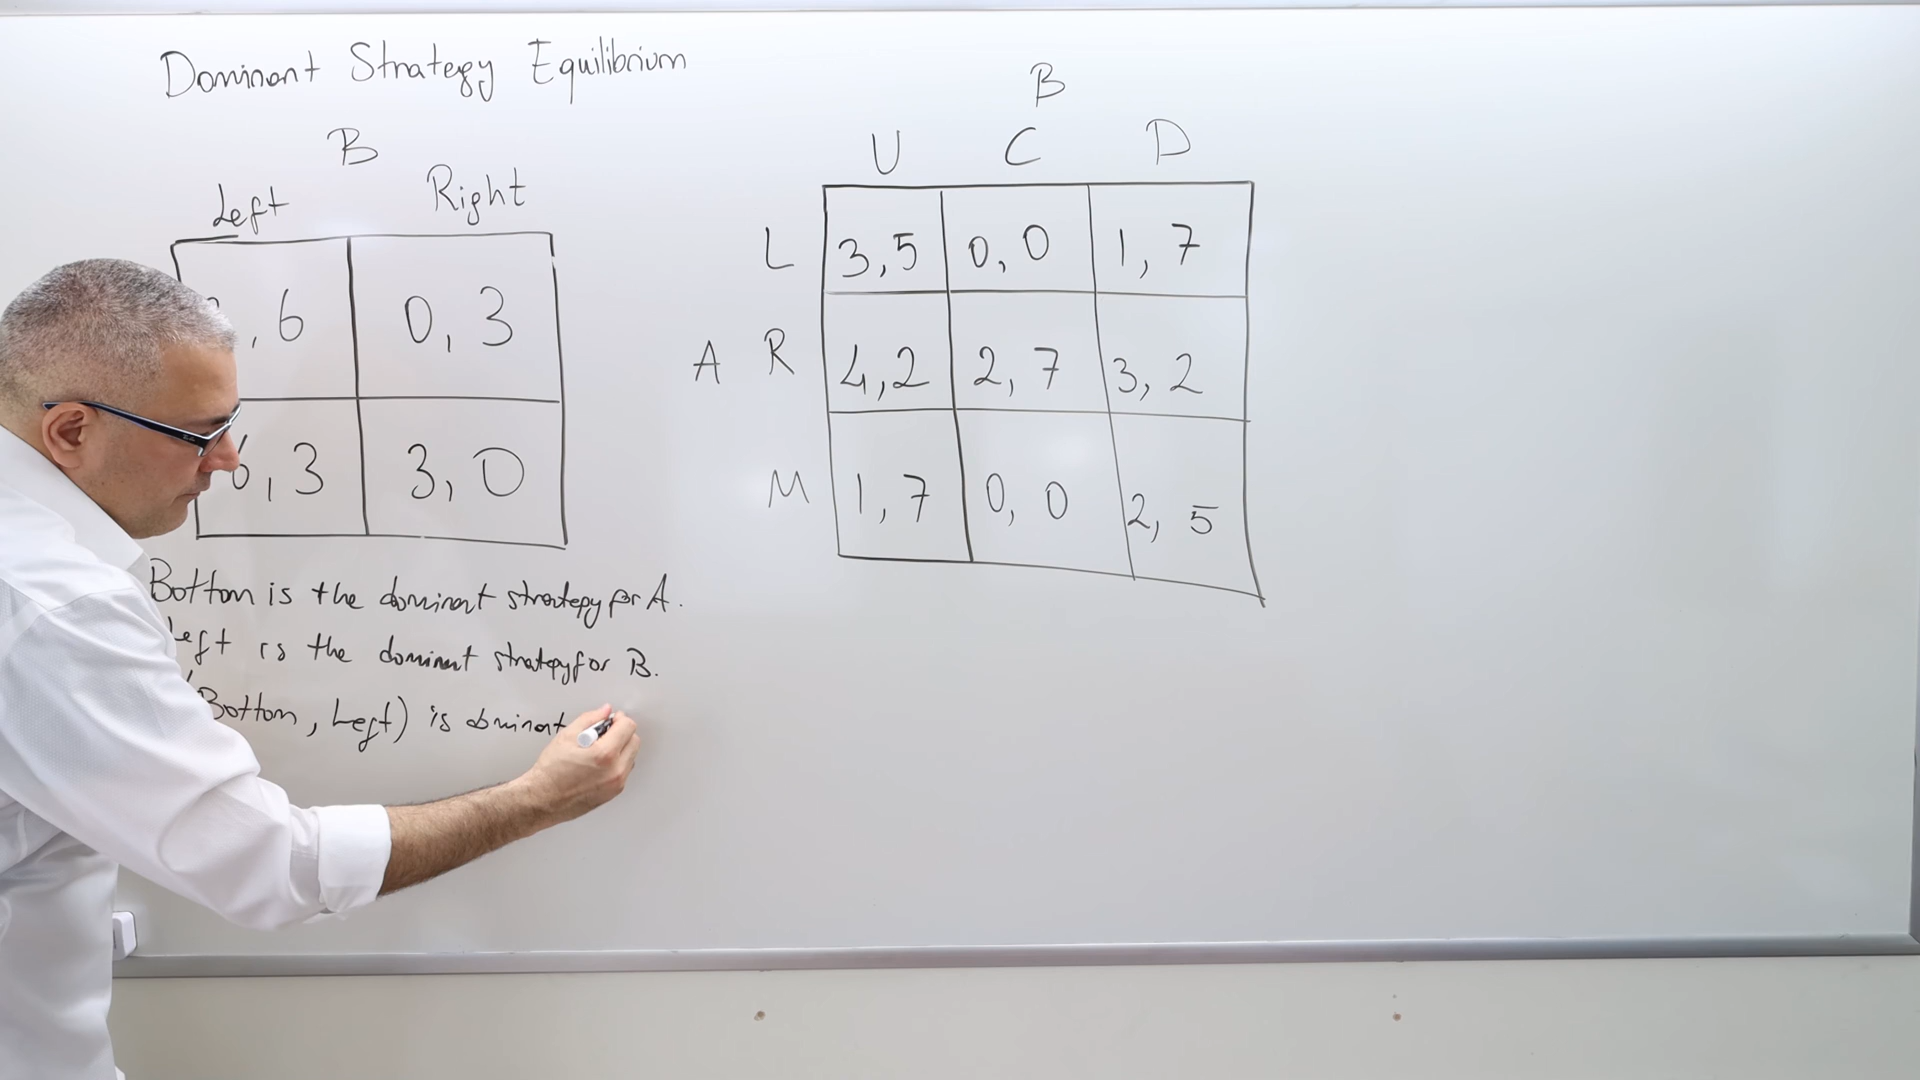 Dominant Strategy Equilibrium
B
Left Right
, 6 0, 3
6, 3 3, 0
Bottom is the dominant strategy for A.
Left is the dominant strategy for B.
(Bottom, Left) is dominant
B
U C D
L 3, 5 0, 0 1, 7
A R 4, 2 2, 7 3, 2
M 1, 7 0, 0 2, 5